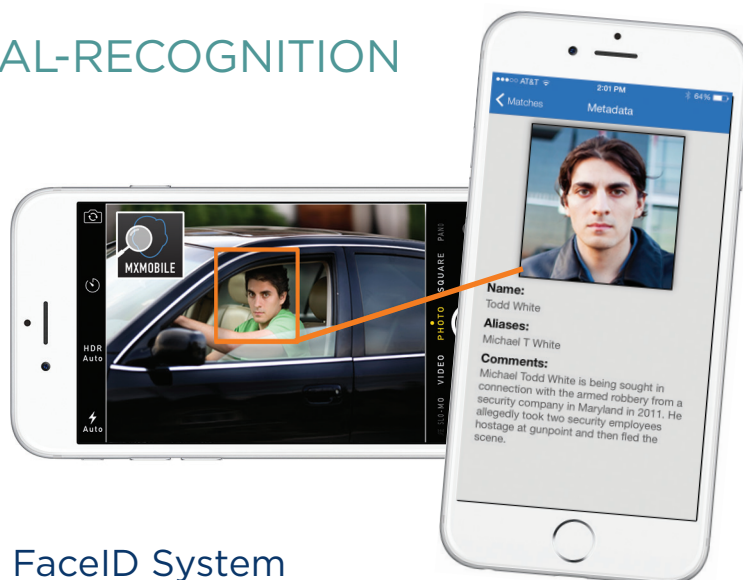 AL-RECOGNITION
AT&T
2:01 PM
64%
Matches
Metadata
MXMOBILE
HDR
Auto
Auto
SLO-MO VIDEO PHOTO SQUARE PANO
Name:
Todd White
Aliases:
Michael T White
Comments:
Michael Todd White is being sought in
connection with the armed robbery from a
security company in Maryland in 2011. He
allegedly took two security employees
hostage at gunpoint and then fled the
scene.
FaceID System